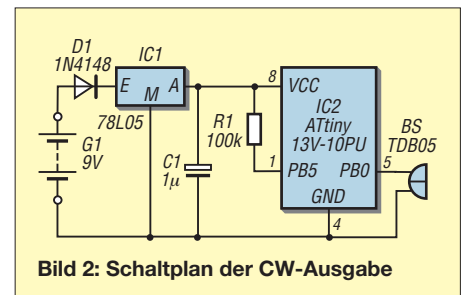 D1
1N4148
IC1
E
M
A
78L05
G1
9V
C1
1µ
R1
100k
8
VCC
IC2
ATtiny
13V-10PU
1
PB5
PB0
5
GND
4
BS
TDB05
Bild 2: Schaltplan der CW-Ausgabe